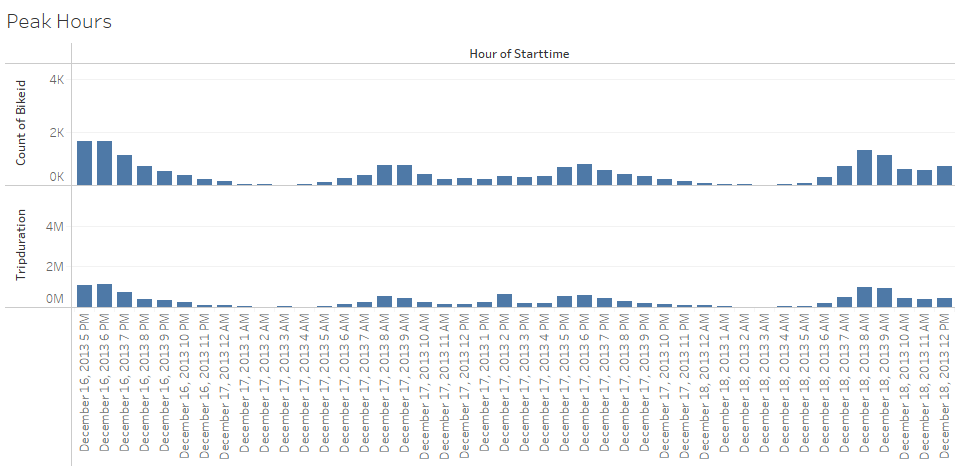 Peak Hours
Hour of Starttime
Count of Bikeid
4K
2K
0K
Tripduration
4M
2M
0M
December 16, 2013 5 PM
December 16, 2013 6 PM
December 16, 2013 7 PM
December 16, 2013 8 PM
December 16, 2013 9 PM
December 16, 2013 10 PM
December 16, 2013 11 PM
December 17, 2013 12 AM
December 17, 2013 1 AM
December 17, 2013 2 AM
December 17, 2013 3 AM
December 17, 2013 4 AM
December 17, 2013 5 AM
December 17, 2013 6 AM
December 17, 2013 7 AM
December 17, 2013 8 AM
December 17, 2013 9 AM
December 17, 2013 10 AM
December 17, 2013 11 AM
December 17, 2013 12 PM
December 17, 2013 1 PM
December 17, 2013 2 PM
December 17, 2013 3 PM
December 17, 2013 4 PM
December 17, 2013 5 PM
December 17, 2013 6 PM
December 17, 2013 7 PM
December 17, 2013 8 PM
December 17, 2013 9 PM
December 17, 2013 10 PM
December 17, 2013 11 PM
December 18, 2013 12 AM
December 18, 2013 1 AM
December 18, 2013 2 AM
December 18, 2013 3 AM
December 18, 2013 4 AM
December 18, 2013 5 AM
December 18, 2013 6 AM
December 18, 2013 7 AM
December 18, 2013 8 AM
December 18, 2013 9 AM
December 18, 2013 10 AM
December 18, 2013 11 AM
December 18, 2013 12 PM